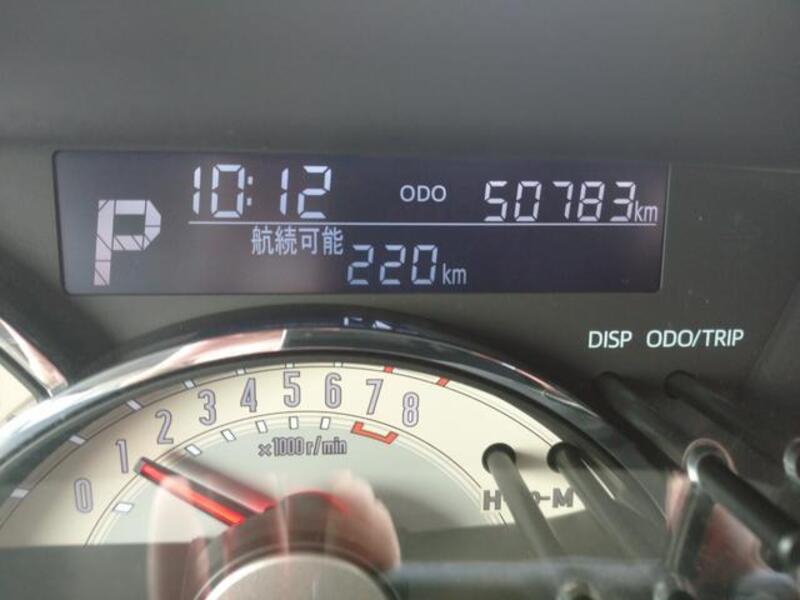 P 10:12 ODO 50783km
航続可能 220km
DISP ODO/TRIP
0 1 2 3 4 5 6 7 8
×1000r/min